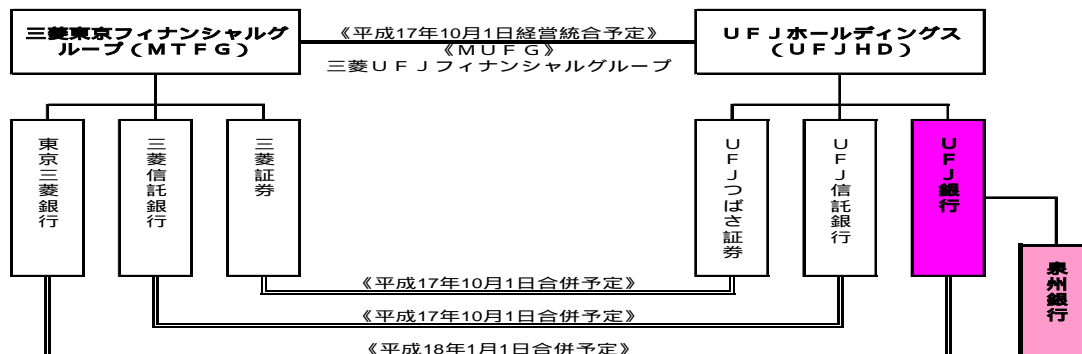 三菱東京フィナンシャルグ
ループ（ＭＴＦＧ）
《平成17年10月1日経営統合予定》
《ＭＵＦＧ》
三菱ＵＦＪフィナンシャルグループ
ＵＦＪホールディングス
（ＵＦＪＨＤ）
東京三菱銀行
三菱信託銀行
三菱証券
ＵＦＪつばさ証券
ＵＦＪ信託銀行
ＵＦＪ銀行
泉州銀行
《平成17年10月1日合併予定》
《平成17年10月1日合併予定》
《平成18年1月1日合併予定》